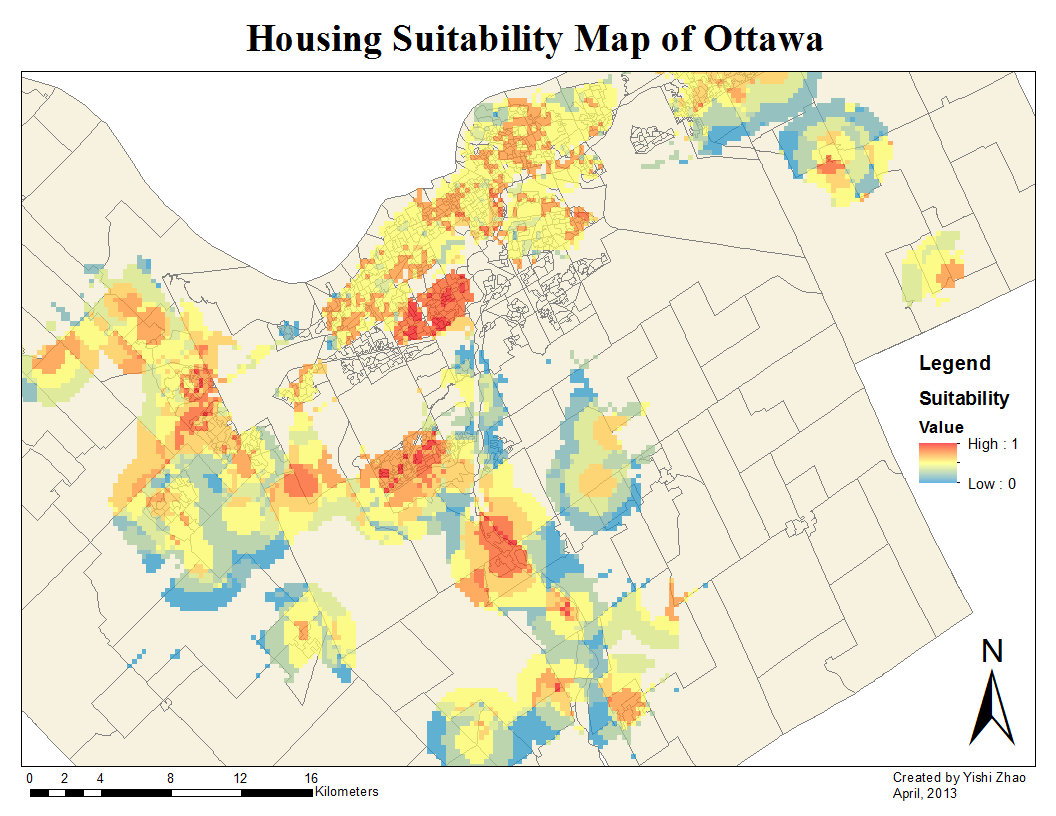 Housing Suitability Map of Ottawa
Legend
Suitability
Value
High : 1
Low : 0
N
0 2 4 8 12 16
Kilometers
Created by Yishi Zhao
April, 2013